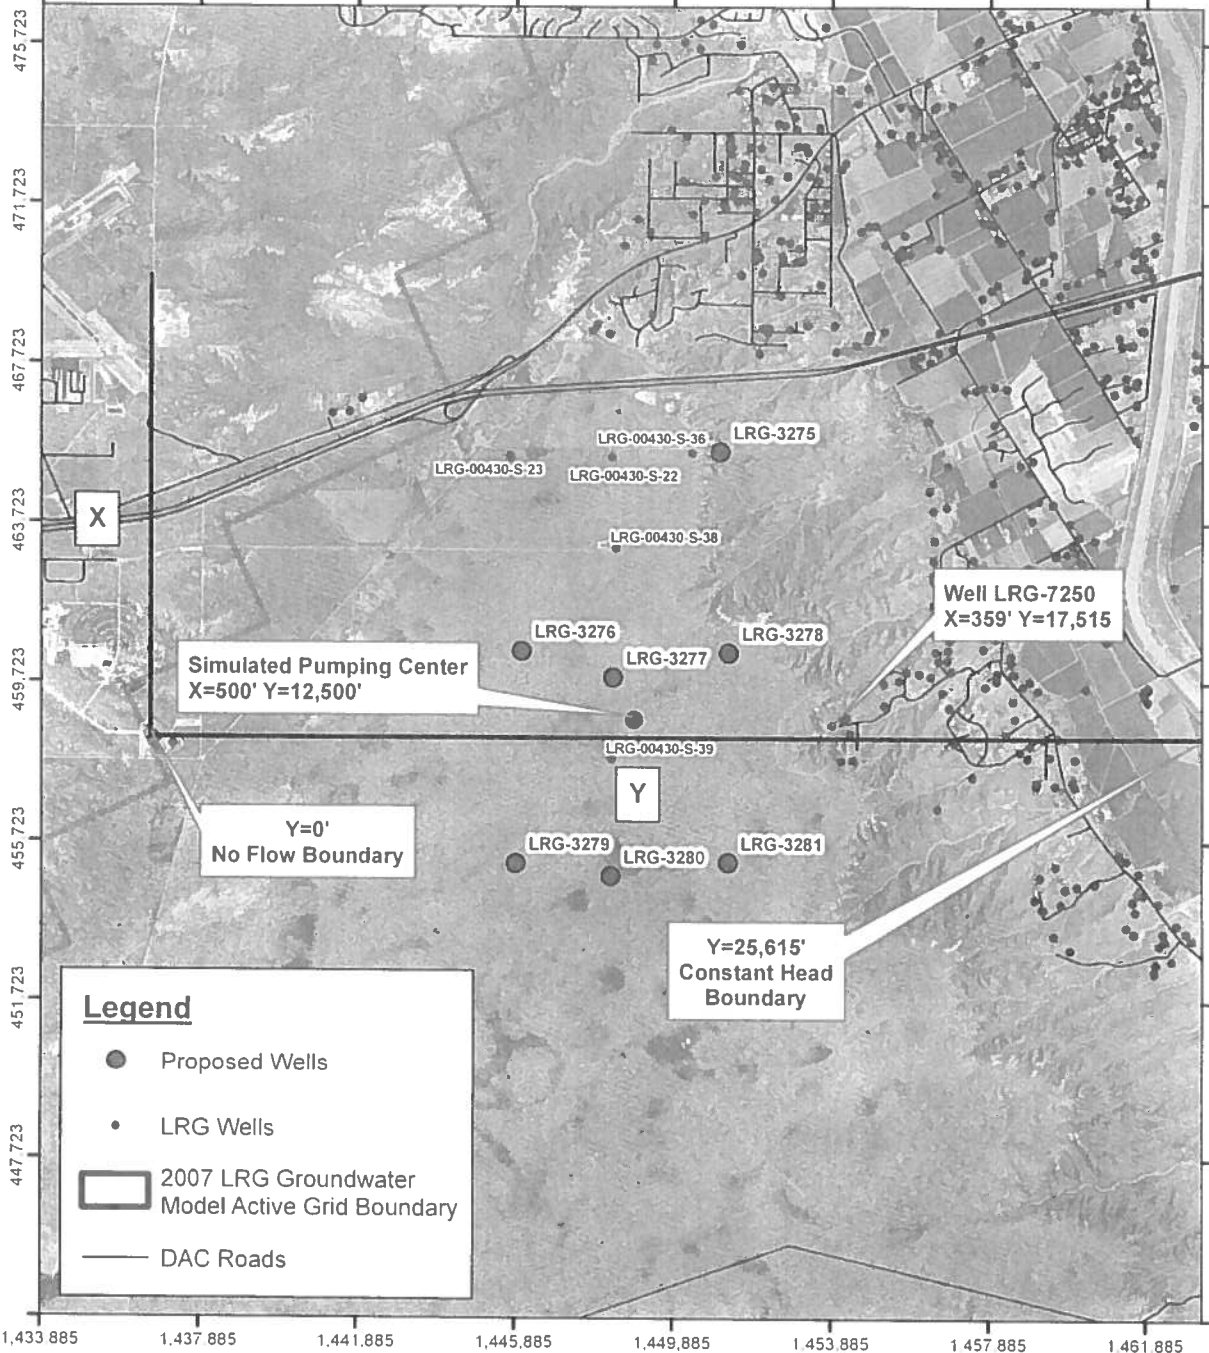 475,723
471,723
467,723
463,723
459,723
455,723
451,723
447,723
LRG-00430-S-36
LRG-3275
LRG-00430-S-23
LRG-00430-S-22
X
LRG-00430-S-38
Well LRG-7250
X=359' Y=17,515
LRG-3276
LRG-3278
LRG-3277
Simulated Pumping Center
X=500' Y=12,500'
LRG-00430-S-39
Y
Y=0'
No Flow Boundary
LRG-3279
LRG-3280
LRG-3281
Y=25,615'
Constant Head
Boundary
Legend
Proposed Wells
LRG Wells
2007 LRG Groundwater
Model Active Grid Boundary
DAC Roads
1,433,885
1,437,885
1,441,885
1,445,885
1,449,885
1,453,885
1,457,885
1,461,885